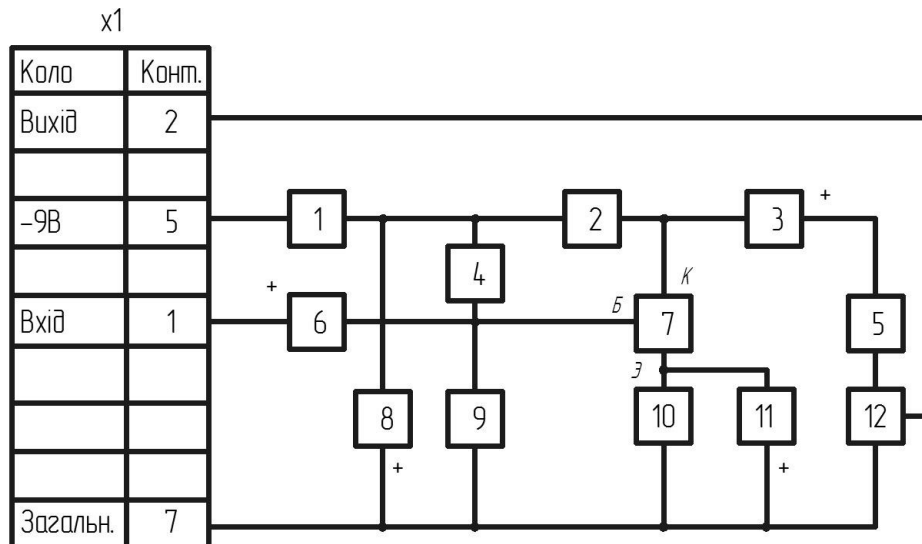 x1
Коло Конт.
Вихід 2
-9В 5
1 2 3 +
4 К
+ Б
Вхід 1 6 7 5
Э
8 9 10 11 12
+ +
Загальн. 7